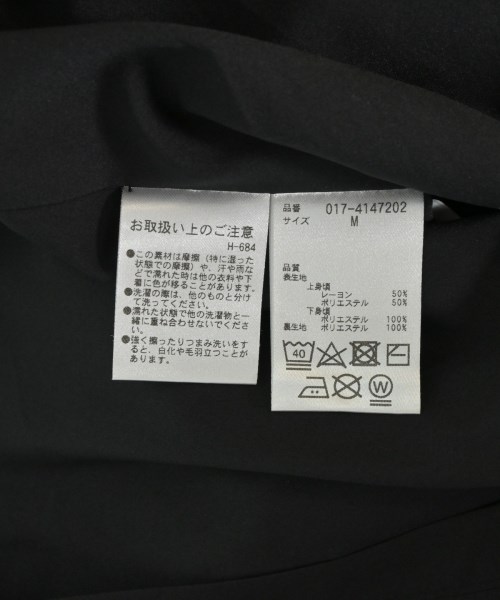 お取扱い上のご注意
H-684
●この素材は摩擦（特に湿った
状態での摩擦）や、汗や雨な
どで濡れた時は他の衣料や下
着に色が移ることがあります。
●洗濯の際は、他のものと分け
て洗ってください。
●濡れた状態で他の洗濯物と一
緒に重ね合わせないでくださ
い。
●強く擦ったりつまみ洗いをす
ると、白化や毛羽立つことが
あります。
品番 017-4147202
サイズ M
品質
表生地
上身頃
レーヨン 50%
ポリエステル 50%
下身頃
ポリエステル 100%
裏生地 ポリエステル 100%
40
W